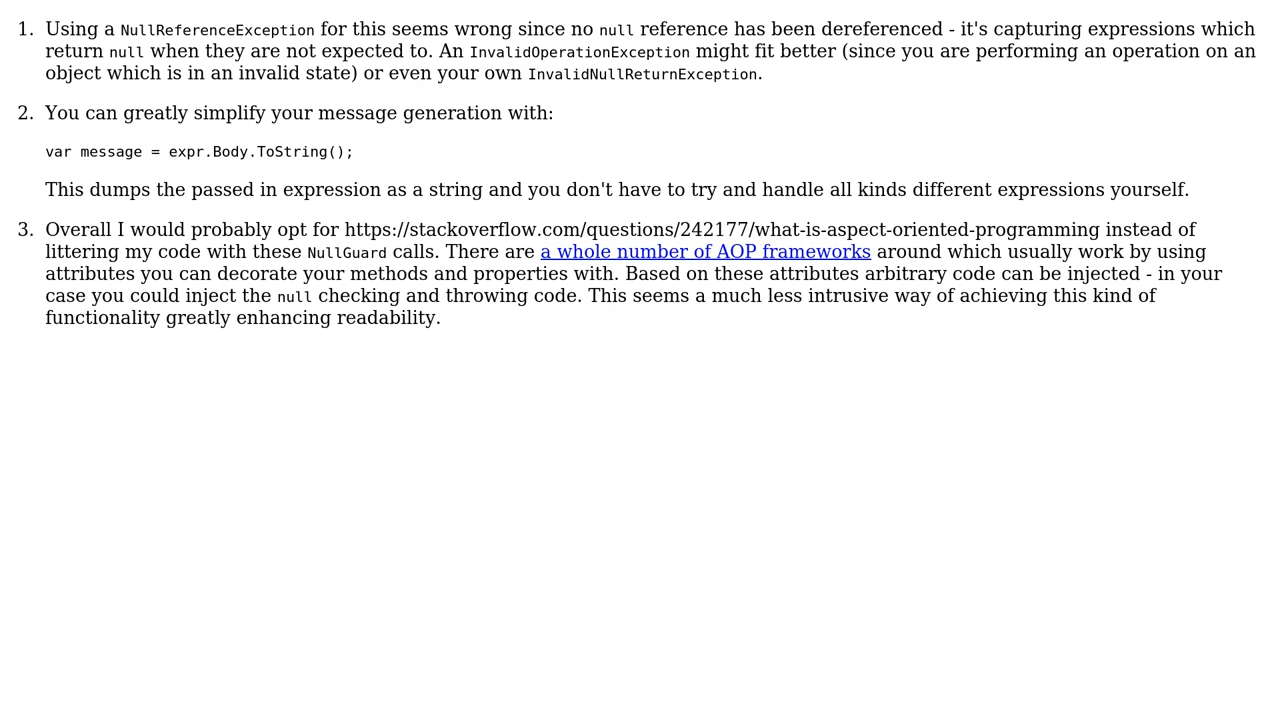 1. Using a NullReferenceException for this seems wrong since no null reference has been dereferenced - it's capturing expressions which
return null when they are not expected to. An InvalidOperationException might fit better (since you are performing an operation on an
object which is in an invalid state) or even your own InvalidNullReturnException.
2. You can greatly simplify your message generation with:
var message = expr.Body.ToString();
This dumps the passed in expression as a string and you don't have to try and handle all kinds different expressions yourself.
3. Overall I would probably opt for https://stackoverflow.com/questions/242177/what-is-aspect-oriented-programming instead of
littering my code with these NullGuard calls. There are a whole number of AOP frameworks around which usually work by using
attributes you can decorate your methods and properties with. Based on these attributes arbitrary code can be injected - in your
case you could inject the null checking and throwing code. This seems a much less intrusive way of achieving this kind of
functionality greatly enhancing readability.